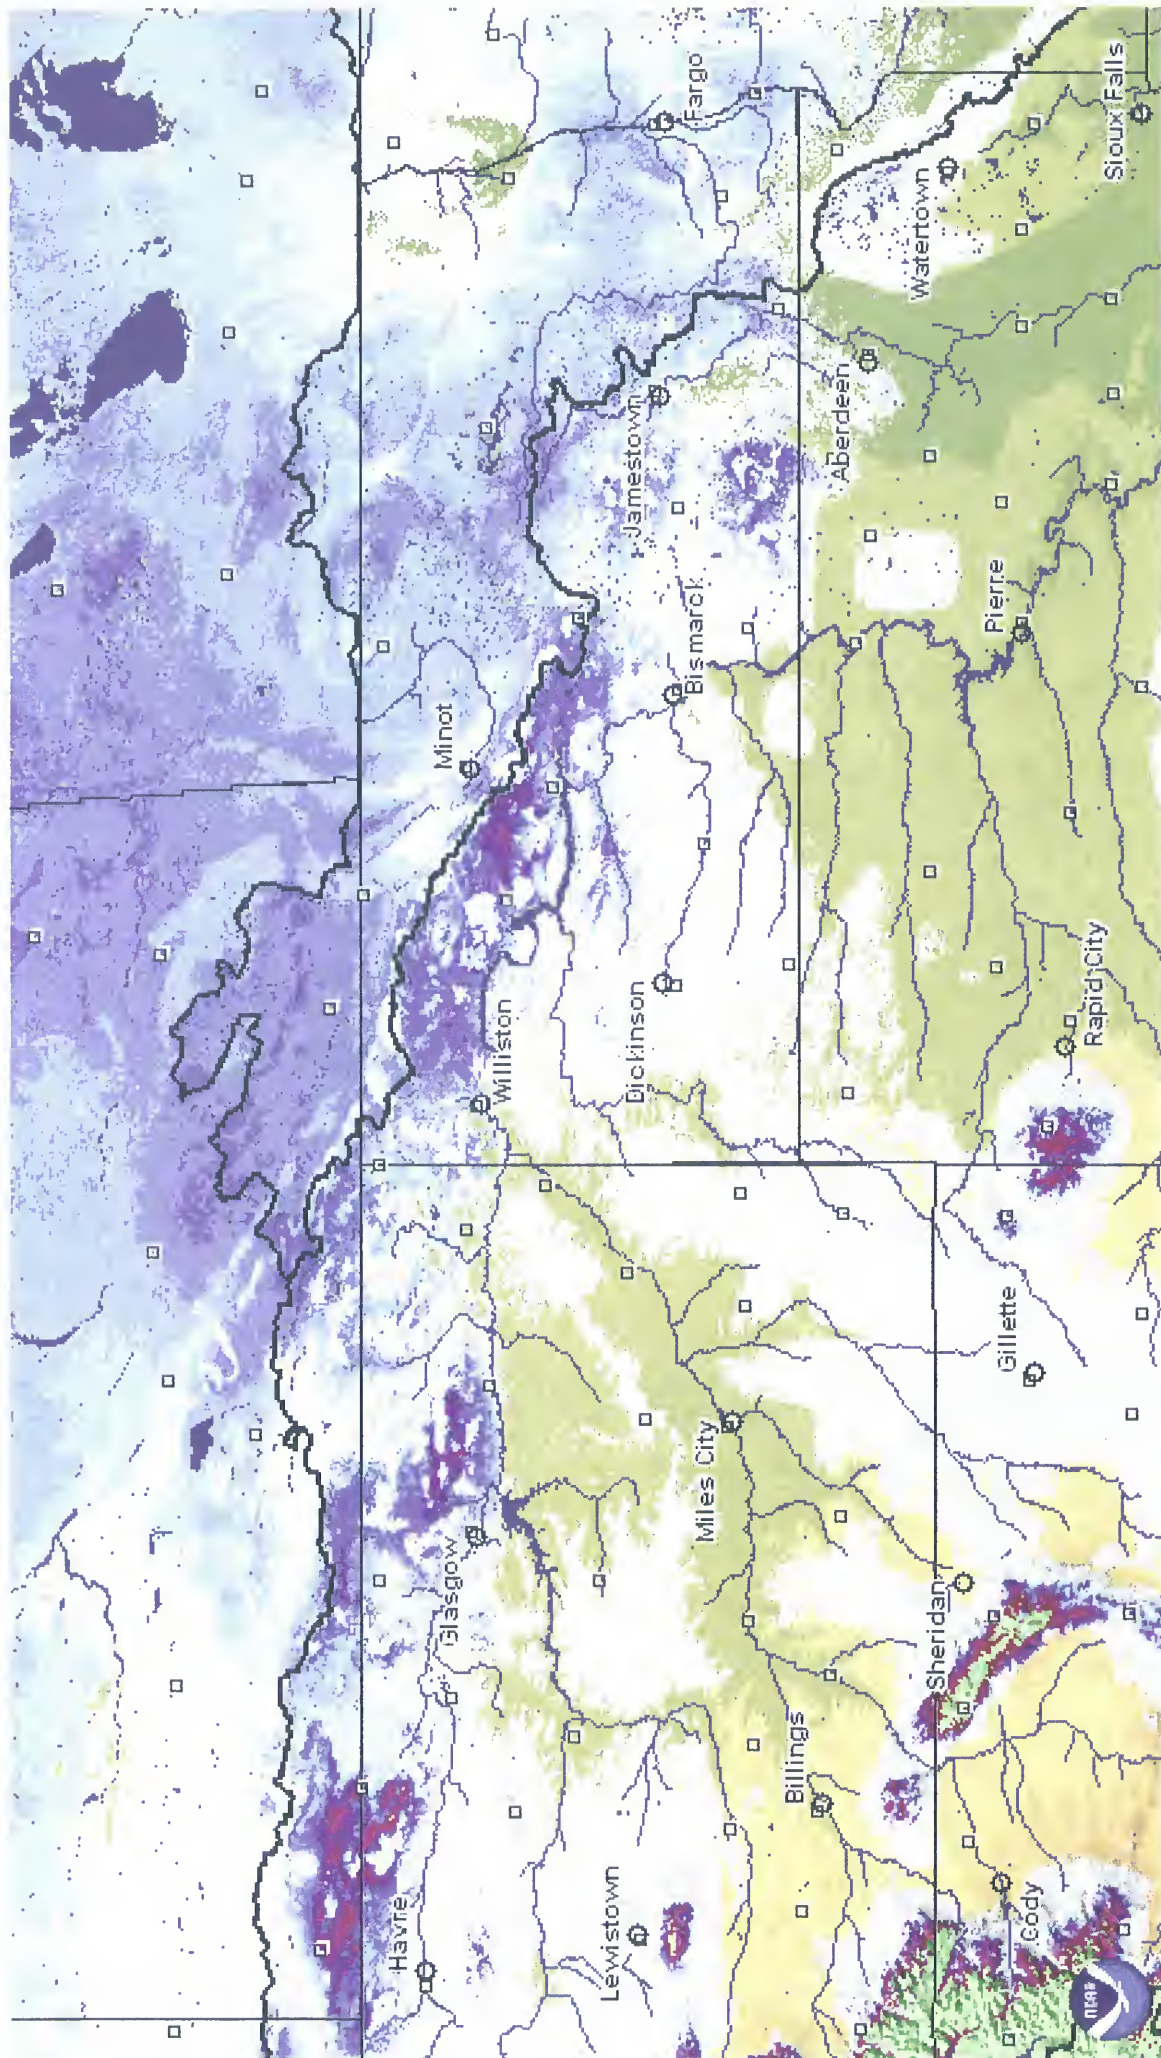 Havre
Glasgow
Williston
Minot
Lewistown
Dickinson
Bismarck
Jamestown
Fargo
Billings
Miles City
Aberdeen
Watertown
Cody
Sheridan
Gillette
Rapid City
Pierre
Sioux Falls
NOAA